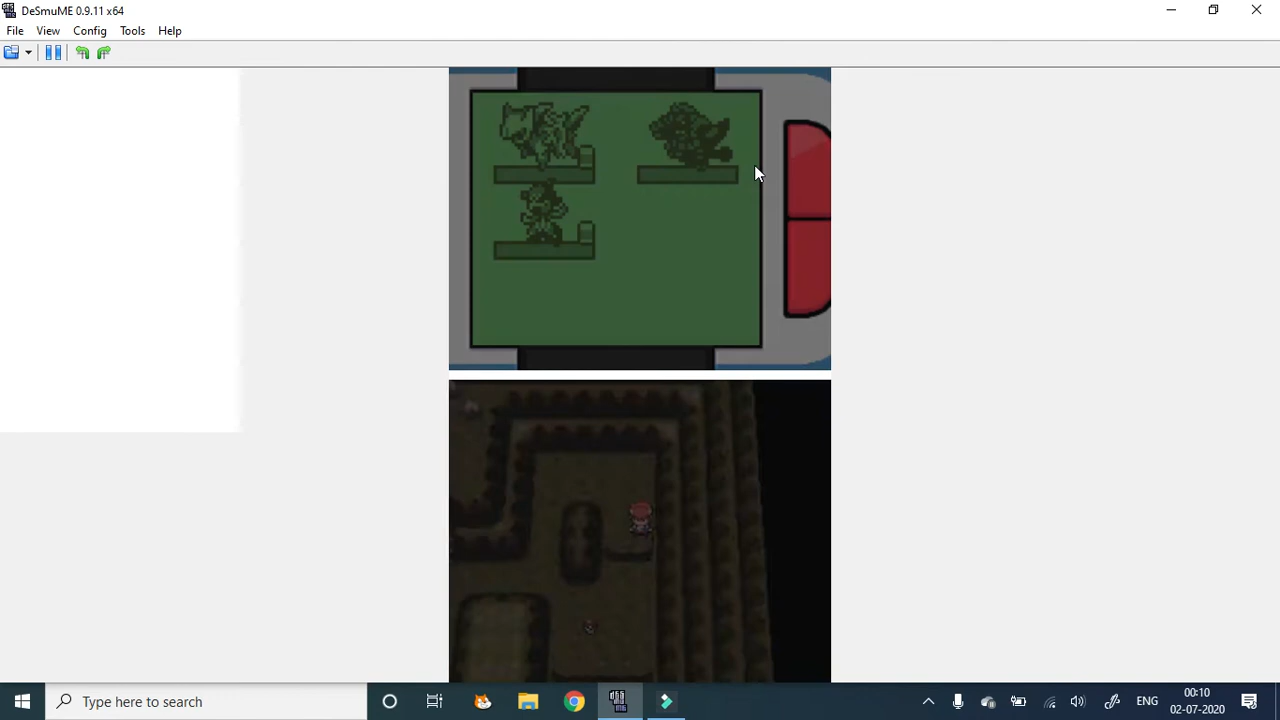 DeSmuME 0.9.11 x64
File View Config Tools Help
Type here to search
ENG
00:10
02-07-2020